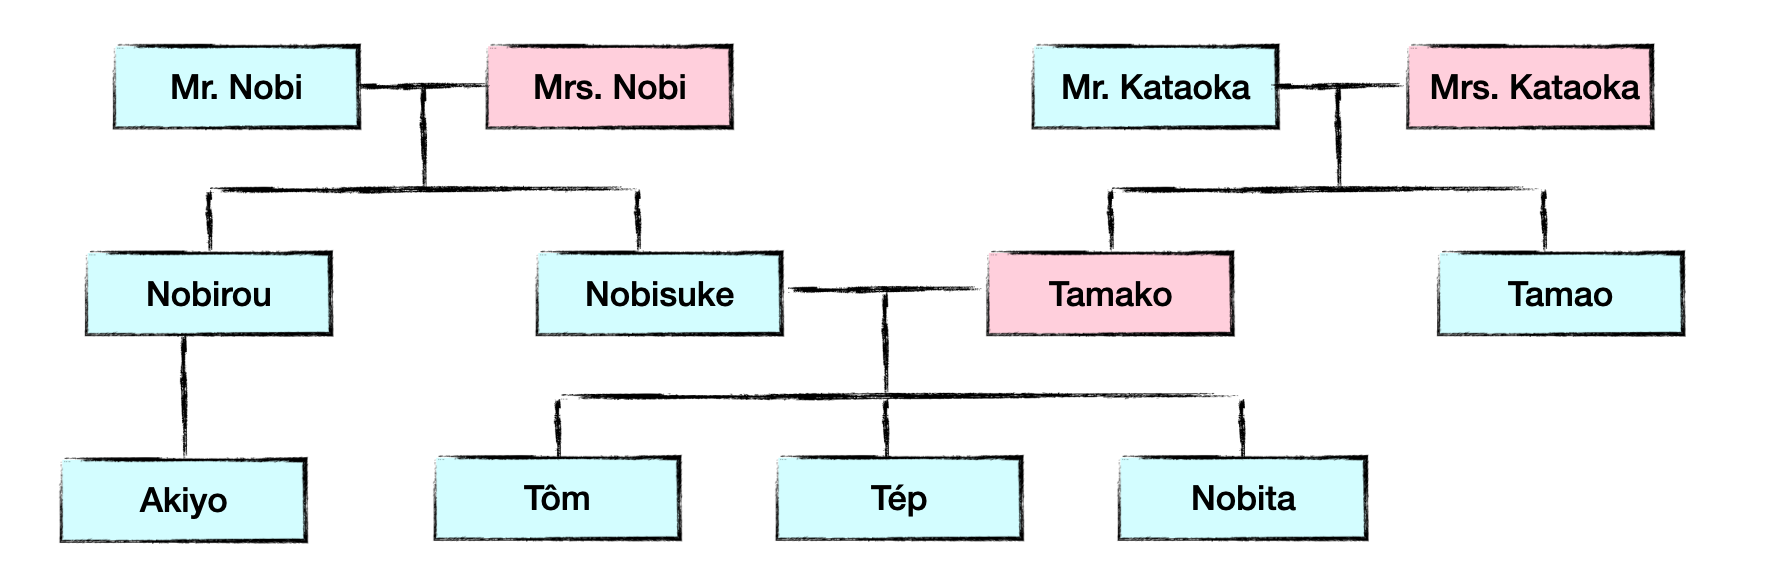 Mr. Nobi
Mrs. Nobi
Mr. Kataoka
Mrs. Kataoka
Nobirou
Nobisuke
Tamako
Tamao
Akiyo
Tôm
Tép
Nobita